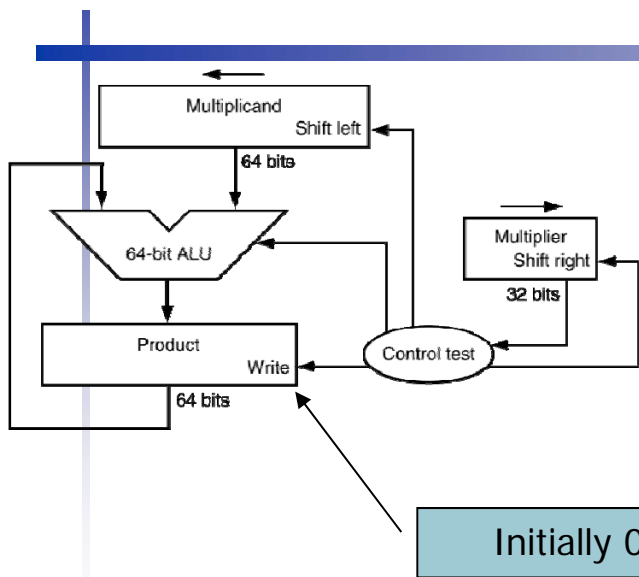 Multiplicand
Shift left
64 bits
64-bit ALU
Multiplier
Shift right
32 bits
Product
Write
Control test
64 bits
Initially 0